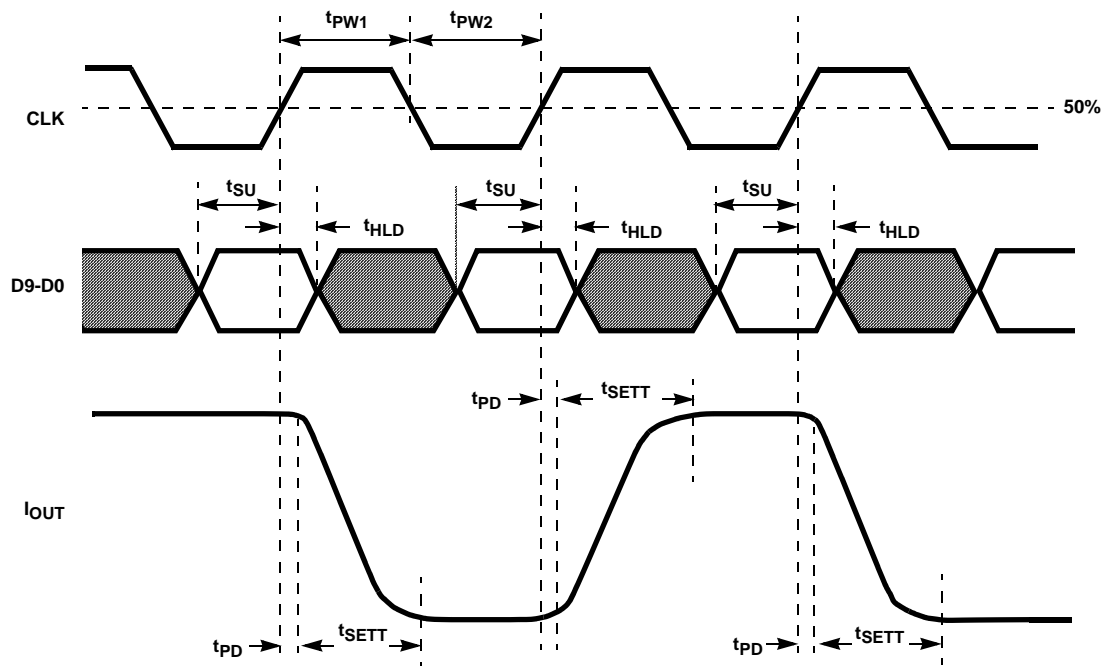 tPW1 tPW2
CLK
50%
tSU tSU tSU
tHLD tHLD tHLD
D9-D0
tPD tSETT
IOUT
tPD tSETT tPD tSETT